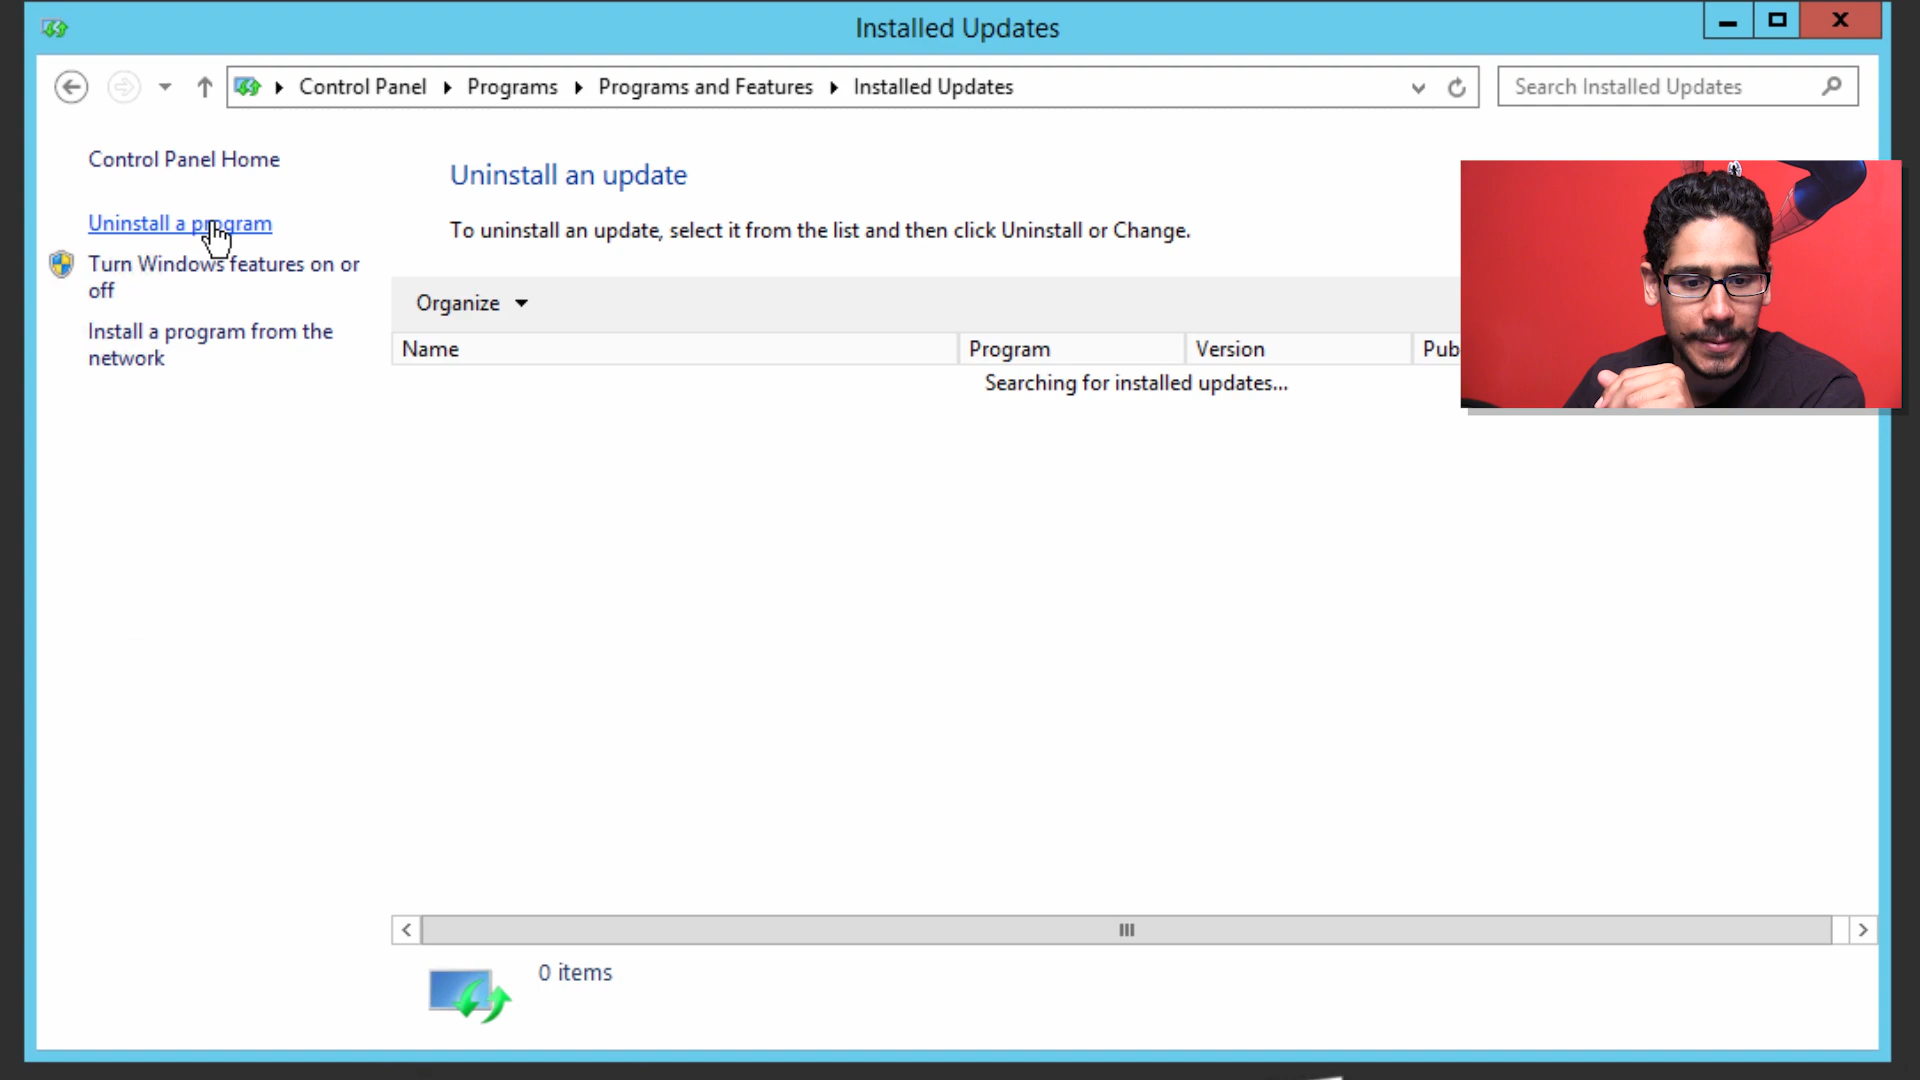 Installed Updates
Control Panel Programs Programs and Features Installed Updates
Search Installed Updates
Control Panel Home
Uninstall a program
Turn Windows features on or
off
Install a program from the
network
Uninstall an update
To uninstall an update, select it from the list and then click Uninstall or Change.
Organize
Name Program Version Pub
Searching for installed updates...
0 items